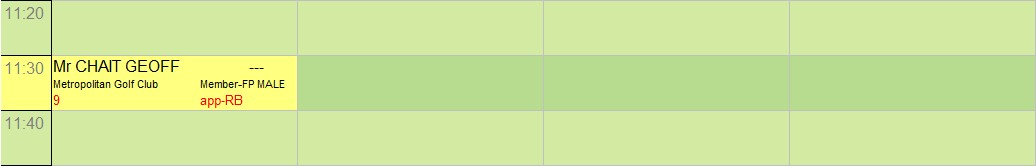 11:20
11:30 Mr CHAIT GEOFF ---
Metropolitan Golf Club Member-FP MALE
9 app-RB
11:40